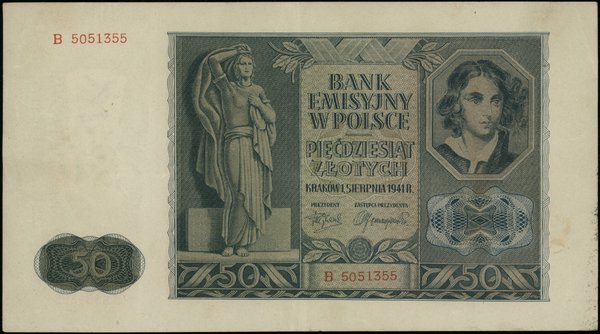 B 5051355
BANK
EMISYJNY
W POLSCE
PIĘĆDZIESIĄT
ZŁOTYCH
KRAKÓW 1. SIERPNIA 1941 R.
PREZYDENT ZASTĘPCA PREZYDENTA
50
50 B 5051355 50